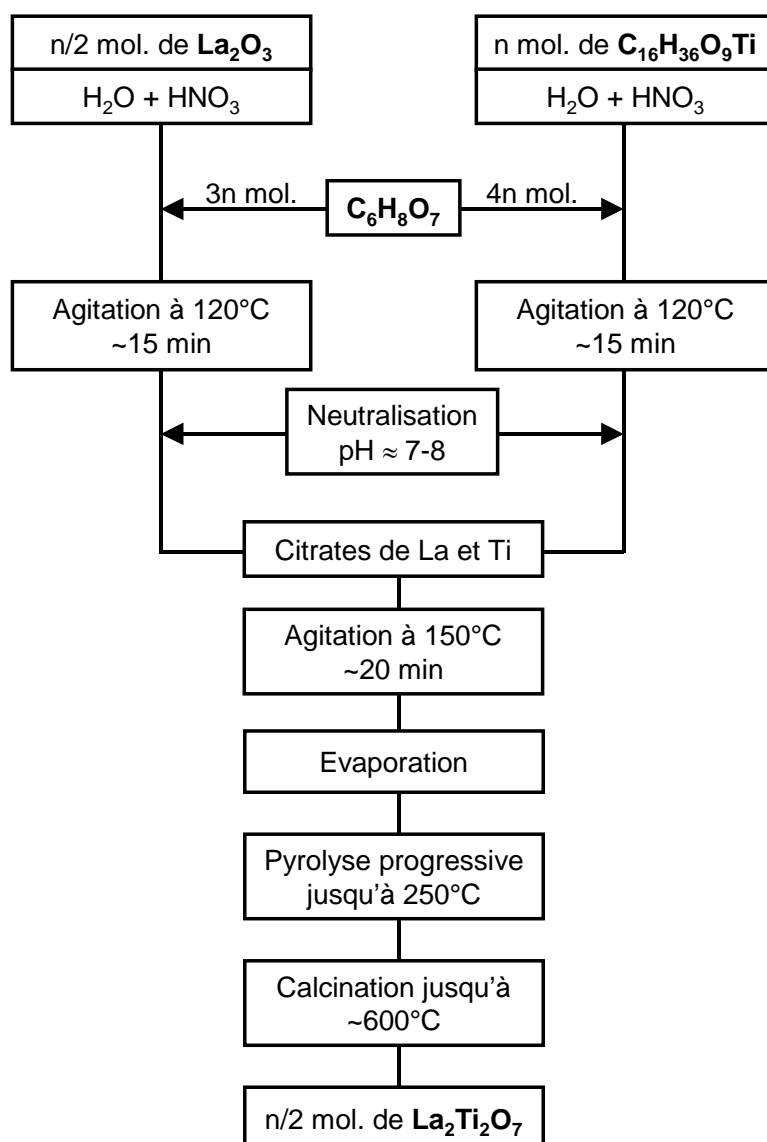 n/2 mol. de La₂O₃
H₂O + HNO₃
n mol. de C₁₆H₃₆O₉Ti
H₂O + HNO₃
3n mol.
C₆H₈O₇
4n mol.
Agitation à 120°C
~15 min
Agitation à 120°C
~15 min
Neutralisation
pH ≈ 7-8
Citrates de La et Ti
Agitation à 150°C
~20 min
Evaporation
Pyrolyse progressive
jusqu'à 250°C
Calcination jusqu'à
~600°C
n/2 mol. de La₂Ti₂O₇